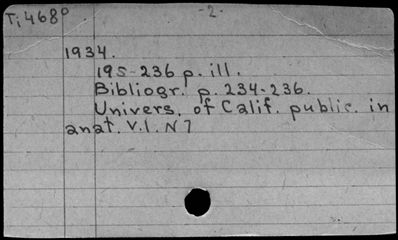 Ti468° -2-
1934.
195-236 p. ill.
Bibliogr. p. 234-236.
Univers. of Calif. public. in
anat. V.1. N7